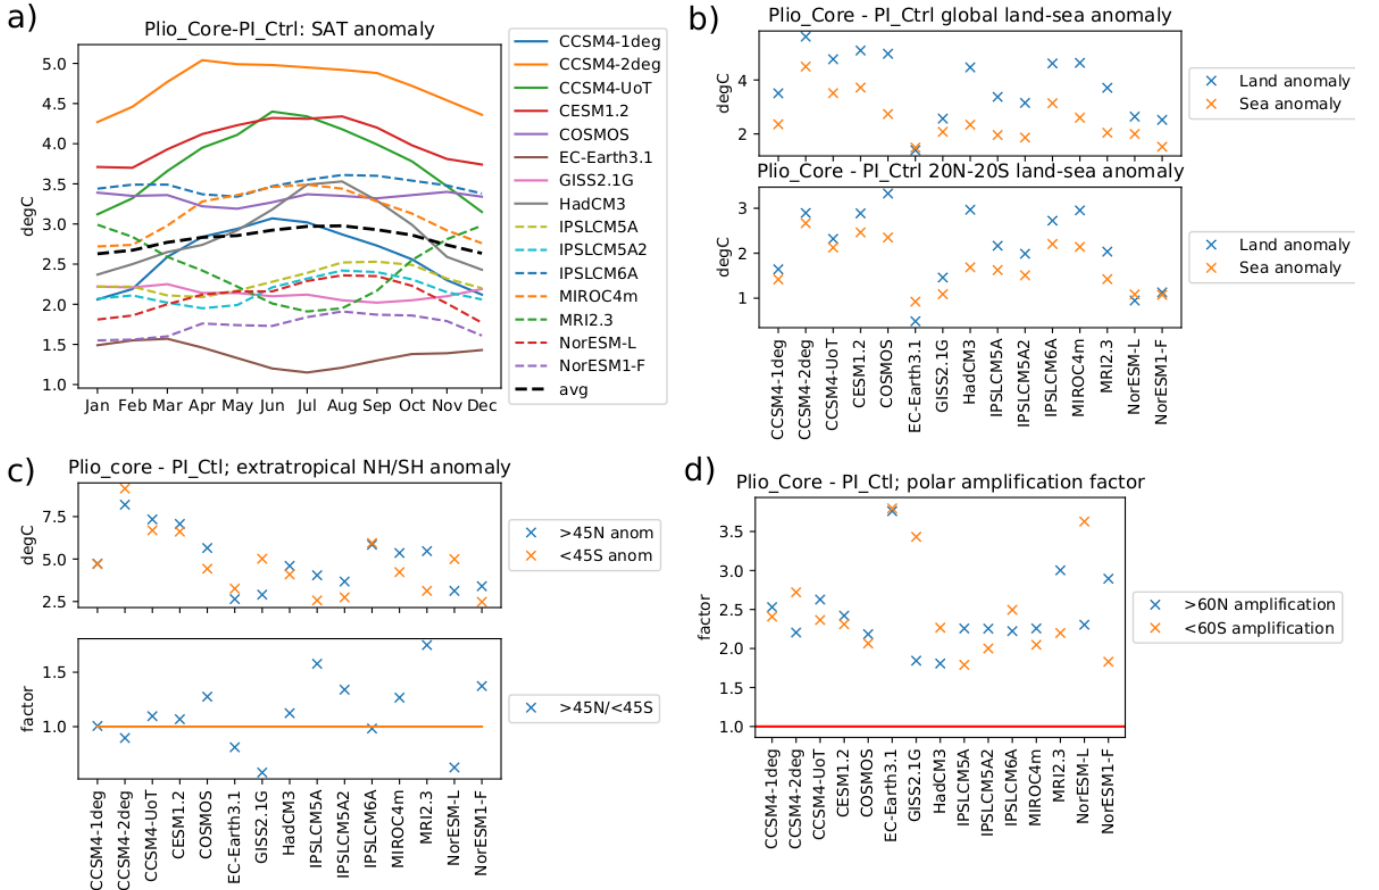 a)
Plio_Core-PI_Ctrl: SAT anomaly
degC
5.0
4.5
4.0
3.5
3.0
2.5
2.0
1.5
1.0
Jan Feb Mar Apr May Jun Jul Aug Sep Oct Nov Dec
CCSM4-1deg
CCSM4-2deg
CCSM4-UoT
CESM1.2
COSMOS
EC-Earth3.1
GISS2.1G
HadCM3
IPSLCM5A
IPSLCM5A2
IPSLCM6A
MIROC4m
MRI2.3
NorESM-L
NorESM1-F
avg
b)
Plio_Core - PI_Ctrl global land-sea anomaly
degC
4
2
Land anomaly
Sea anomaly
Plio_Core - PI_Ctrl 20N-20S land-sea anomaly
degC
3
2
1
Land anomaly
Sea anomaly
CCSM4-1deg
CCSM4-2deg
CCSM4-UoT
CESM1.2
COSMOS
EC-Earth3.1
GISS2.1G
HadCM3
IPSLCM5A
IPSLCM5A2
IPSLCM6A
MIROC4m
MRI2.3
NorESM-L
NorESM1-F
c)
Plio_core - PI_Ctl; extratropical NH/SH anomaly
degC
7.5
5.0
2.5
>45N anom
<45S anom
factor
1.5
1.0
>45N/<45S
CCSM4-1deg
CCSM4-2deg
CCSM4-UoT
CESM1.2
COSMOS
EC-Earth3.1
GISS2.1G
HadCM3
IPSLCM5A
IPSLCM5A2
IPSLCM6A
MIROC4m
MRI2.3
NorESM-L
NorESM1-F
d)
Plio_Core - PI_Ctl; polar amplification factor
factor
3.5
3.0
2.5
2.0
1.5
1.0
>60N amplification
<60S amplification
CCSM4-1deg
CCSM4-2deg
CCSM4-UoT
CESM1.2
COSMOS
EC-Earth3.1
GISS2.1G
HadCM3
IPSLCM5A
IPSLCM5A2
IPSLCM6A
MIROC4m
MRI2.3
NorESM-L
NorESM1-F